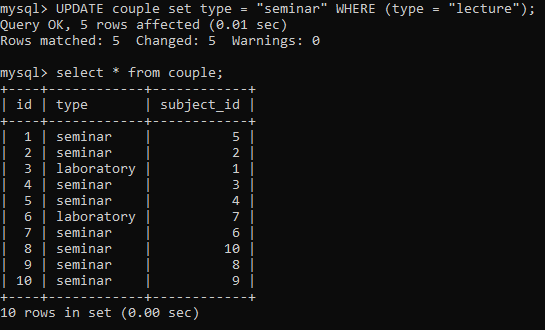 mysql> UPDATE couple set type = "seminar" WHERE (type = "lecture");
Query OK, 5 rows affected (0.01 sec)
Rows matched: 5  Changed: 5  Warnings: 0

mysql> select * from couple;
+----+------------+------------+
| id | type       | subject_id |
+----+------------+------------+
|  1 | seminar    |          5 |
|  2 | seminar    |          2 |
|  3 | laboratory |          1 |
|  4 | seminar    |          3 |
|  5 | seminar    |          4 |
|  6 | laboratory |          7 |
|  7 | seminar    |          6 |
|  8 | seminar    |         10 |
|  9 | seminar    |          8 |
| 10 | seminar    |          9 |
+----+------------+------------+
10 rows in set (0.00 sec)